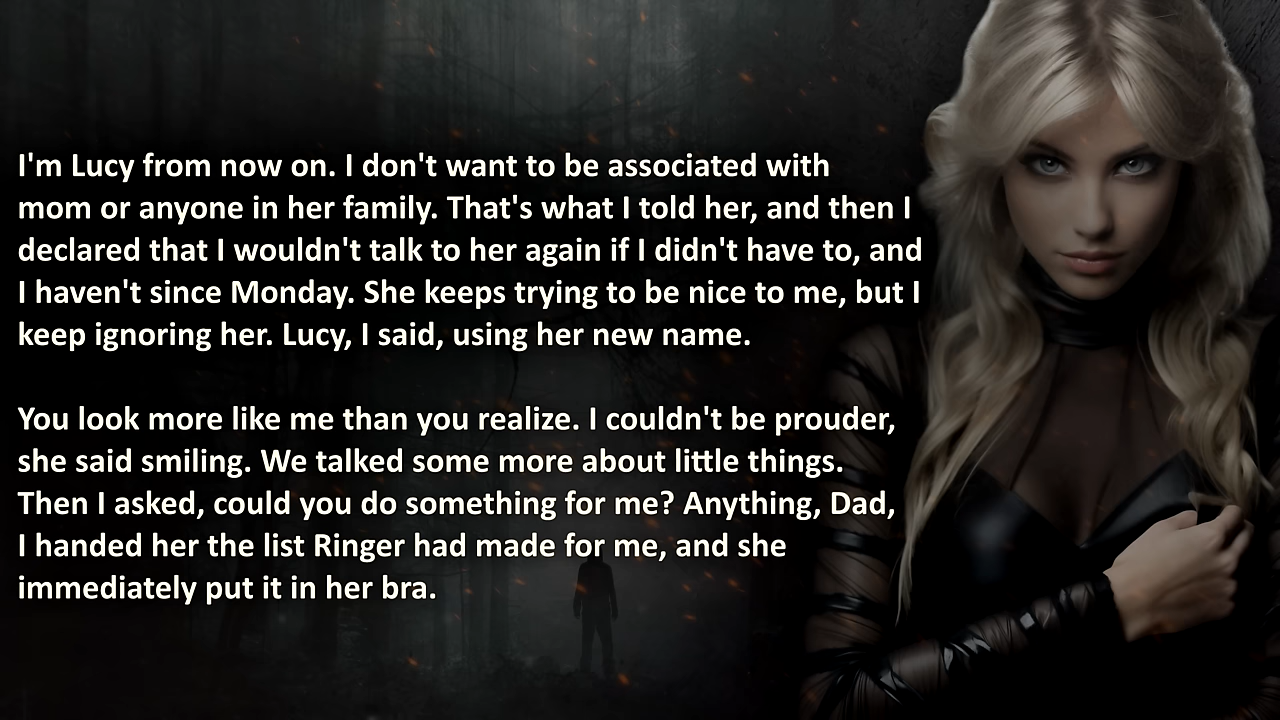 I'm Lucy from now on. I don't want to be associated with
mom or anyone in her family. That's what I told her, and then I
declared that I wouldn't talk to her again if I didn't have to, and
I haven't since Monday. She keeps trying to be nice to me, but I
keep ignoring her. Lucy, I said, using her new name.
You look more like me than you realize. I couldn't be prouder,
she said smiling. We talked some more about little things.
Then I asked, could you do something for me? Anything, Dad,
I handed her the list Ringer had made for me, and she
immediately put it in her bra.